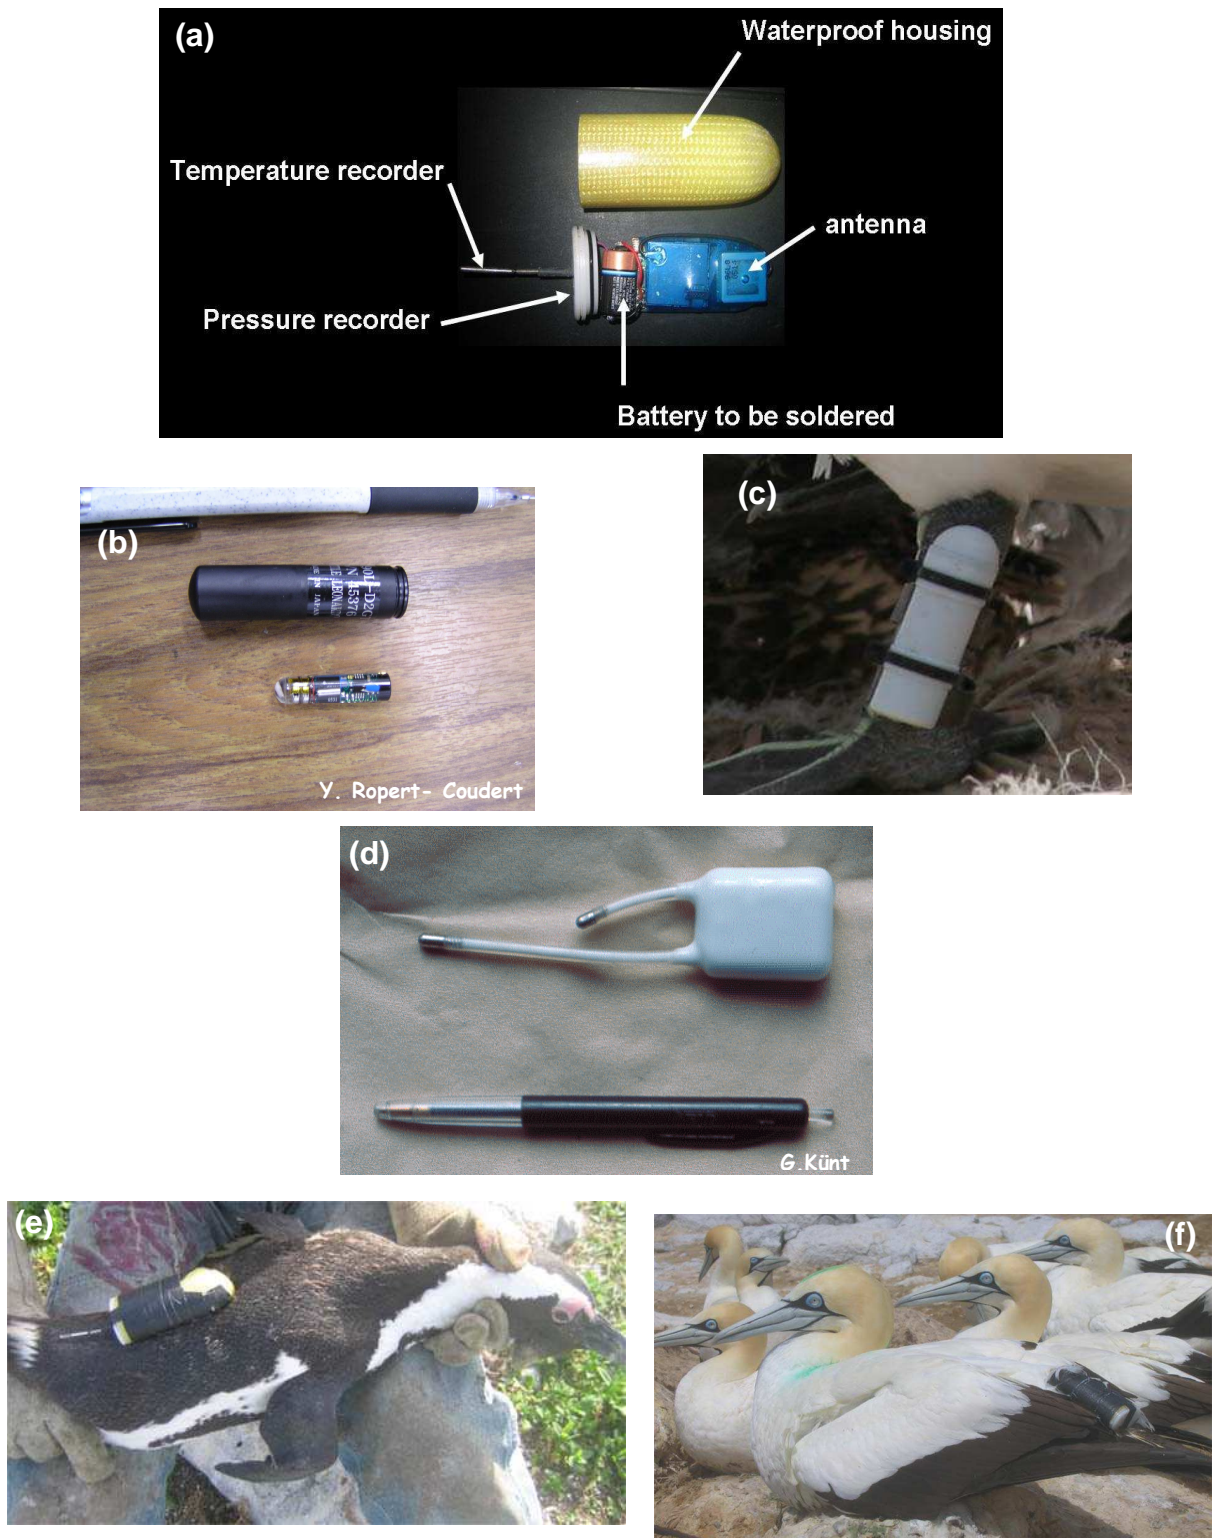 (a)
Waterproof housing
Temperature recorder
antenna
Pressure recorder
Battery to be soldered
(b)
Y. Ropert- Coudert
(c)
(d)
G.Künt
(e)
(f)